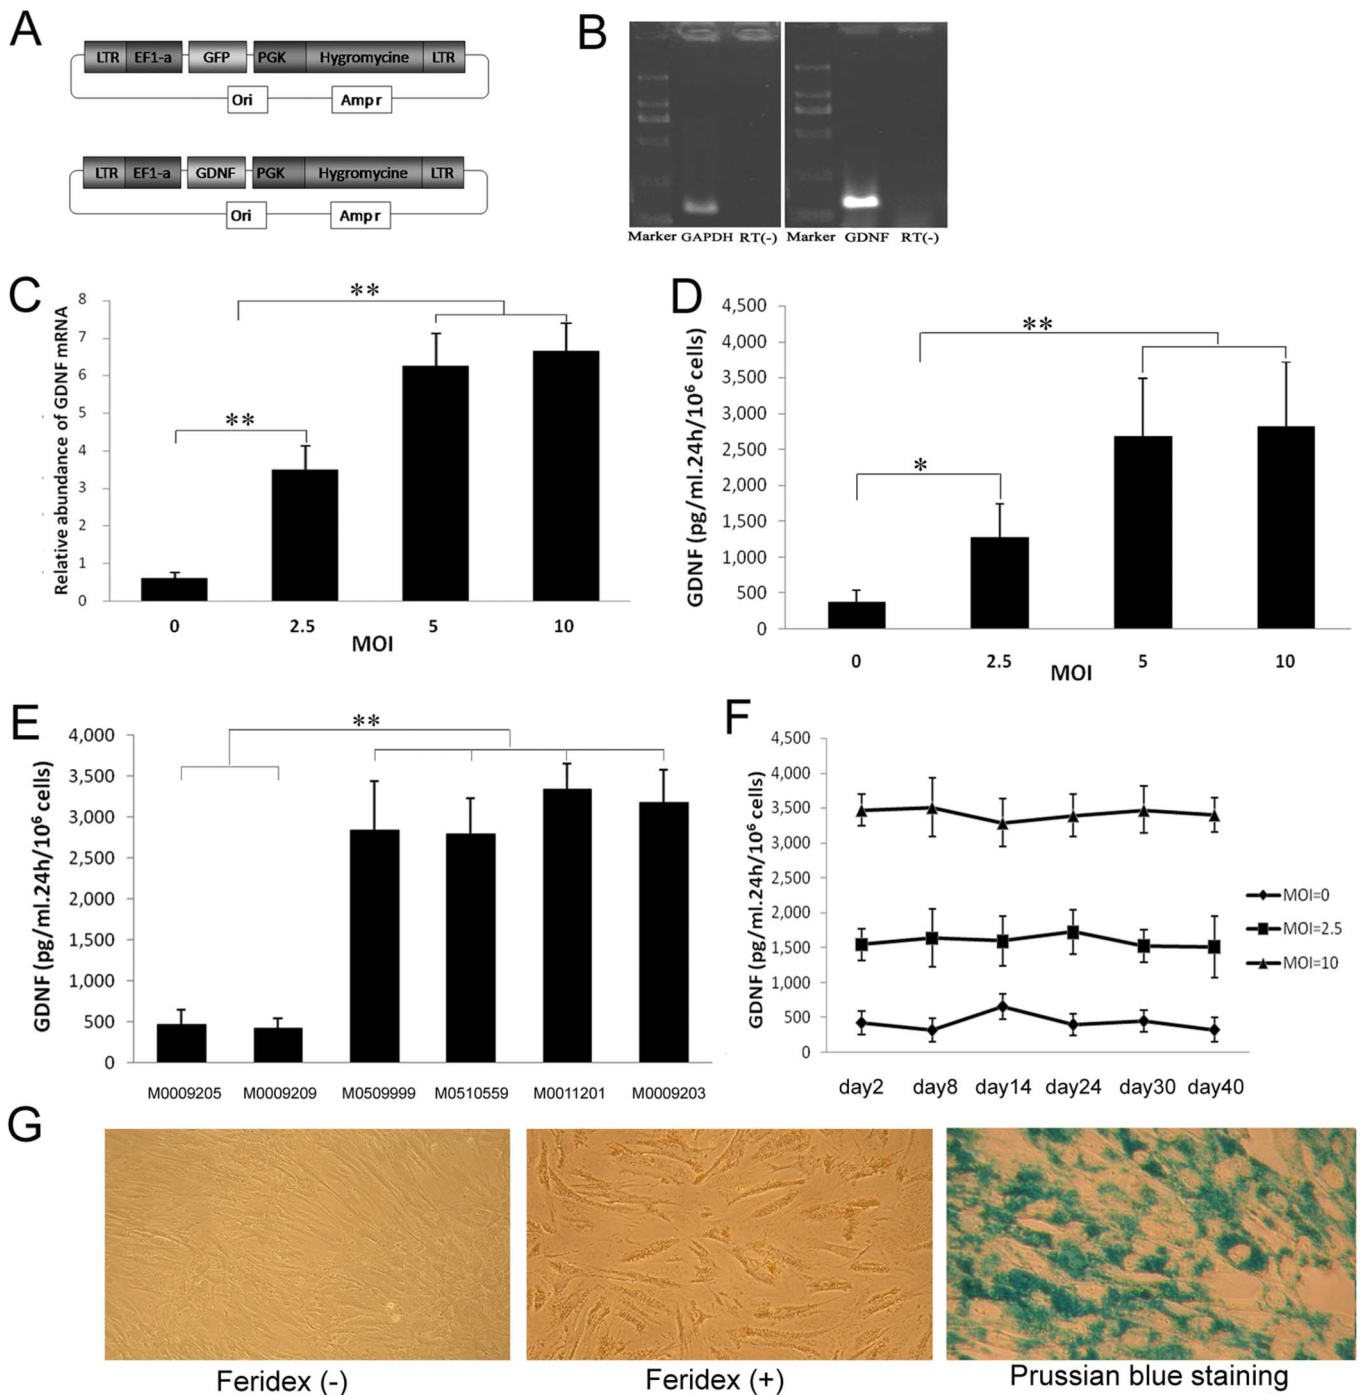 A
LTR EF1-a GFP PGK Hygromycine LTR
Ori Ampr
LTR EF1-a GDNF PGK Hygromycine LTR
Ori Ampr
B
Marker GAPDH RT(-) Marker GDNF RT(-)
C
Relative abundance of GDNF mRNA
8
7
6
5
4
3
2
1
0
**
**
0 2.5 5 10
MOI
D
GDNF (pg/ml.24h/10⁶ cells)
4,500
4,000
3,500
3,000
2,500
2,000
1,500
1,000
500
0
**
*
0 2.5 5 10
MOI
E
GDNF (pg/ml.24h/10⁶ cells)
4,000
3,500
3,000
2,500
2,000
1,500
1,000
500
0
**
M0009205 M0009209 M0509999 M0510559 M0011201 M0009203
F
GDNF (pg/ml.24h/10⁶ cells)
4,500
4,000
3,500
3,000
2,500
2,000
1,500
1,000
500
0
MOI=0
MOI=2.5
MOI=10
day2 day8 day14 day24 day30 day40
G
Feridex (-) Feridex (+) Prussian blue staining